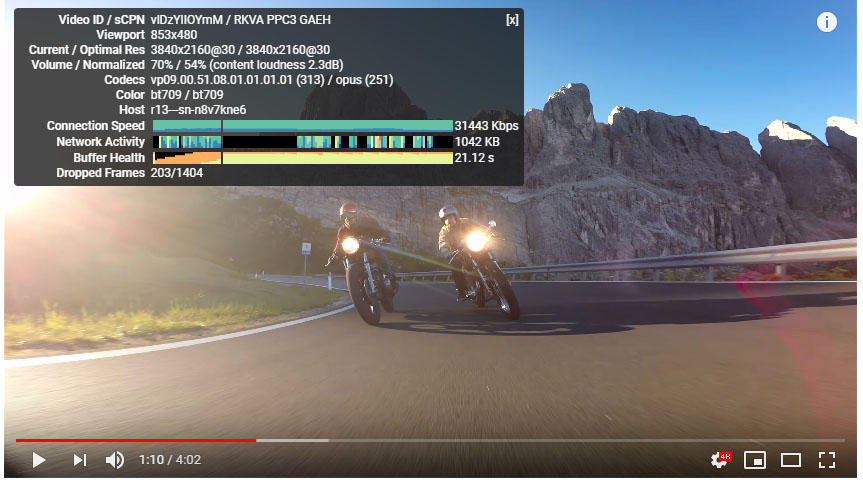 Video ID / sCPN vIDzYIIOYmM / RKVA PPC3 GAEH [x]
Viewport 853x480
Current / Optimal Res 3840x2160@30 / 3840x2160@30
Volume / Normalized 70% / 54% (content loudness 2.3dB)
Codecs vp09.00.51.08.01.01.01.01 (313) / opus (251)
Color bt709 / bt709
Host r13---sn-n8v7kne6
Connection Speed 31443 Kbps
Network Activity 1042 KB
Buffer Health 21.12 s
Dropped Frames 203/1404
1:10 / 4:02
4K